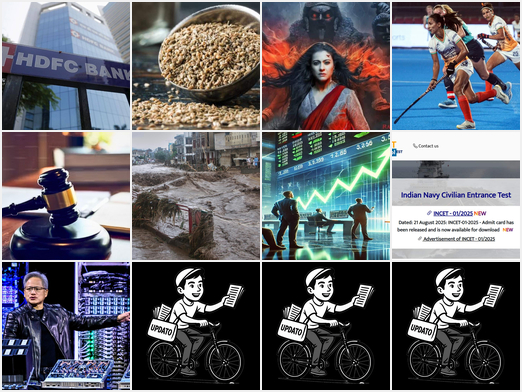 HDFC BANK
Contact us
Indian Navy Civilian Entrance Test
INCET - 01/2025 NEW
Dated: 21 August 2025: INCET-01-2025 - Admit card has
been released and is now available for download NEW
Advertisement of INCET - 01/2025
UPDATO
UPDATO
UPDATO